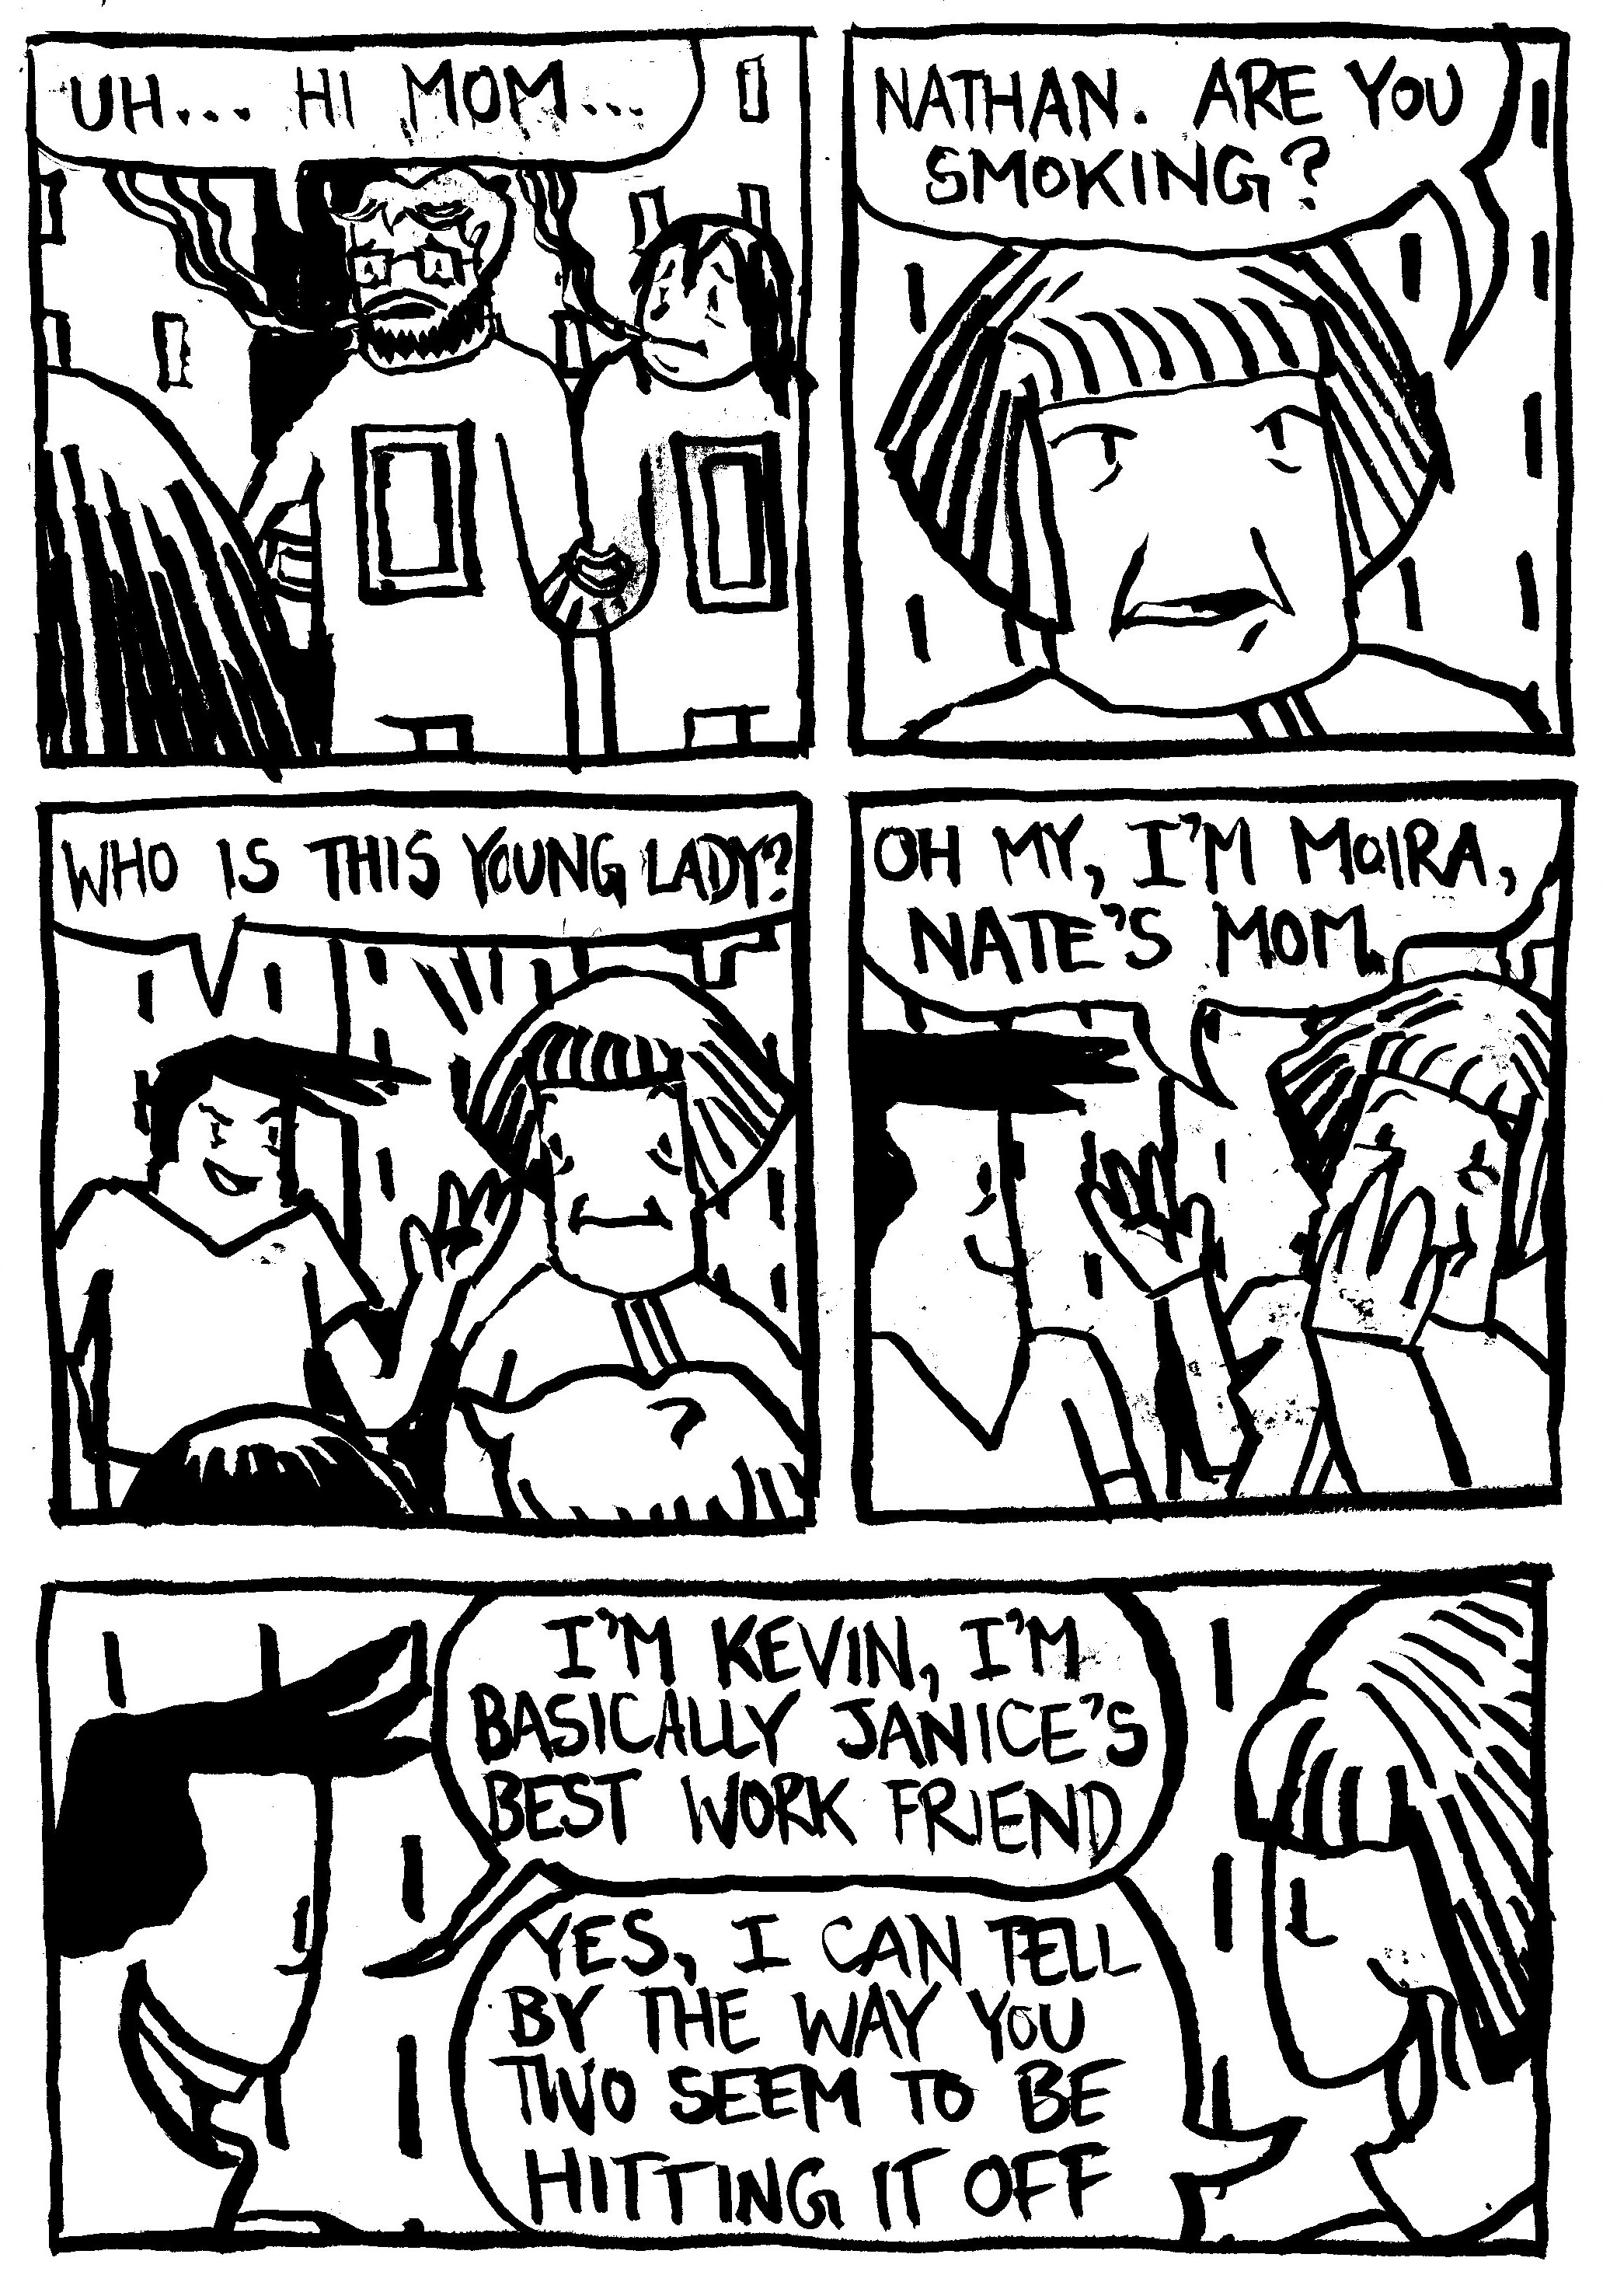 UH... HI MOM...
NATHAN. ARE YOU
SMOKING?
WHO IS THIS YOUNG LADY?
OH MY, I'M MOIRA,
NATE'S MOM.
I'M KEVIN, I'M
BASICALLY JANICE'S
BEST WORK FRIEND
YES, I CAN TELL
BY THE WAY YOU
TWO SEEM TO BE
HITTING IT OFF